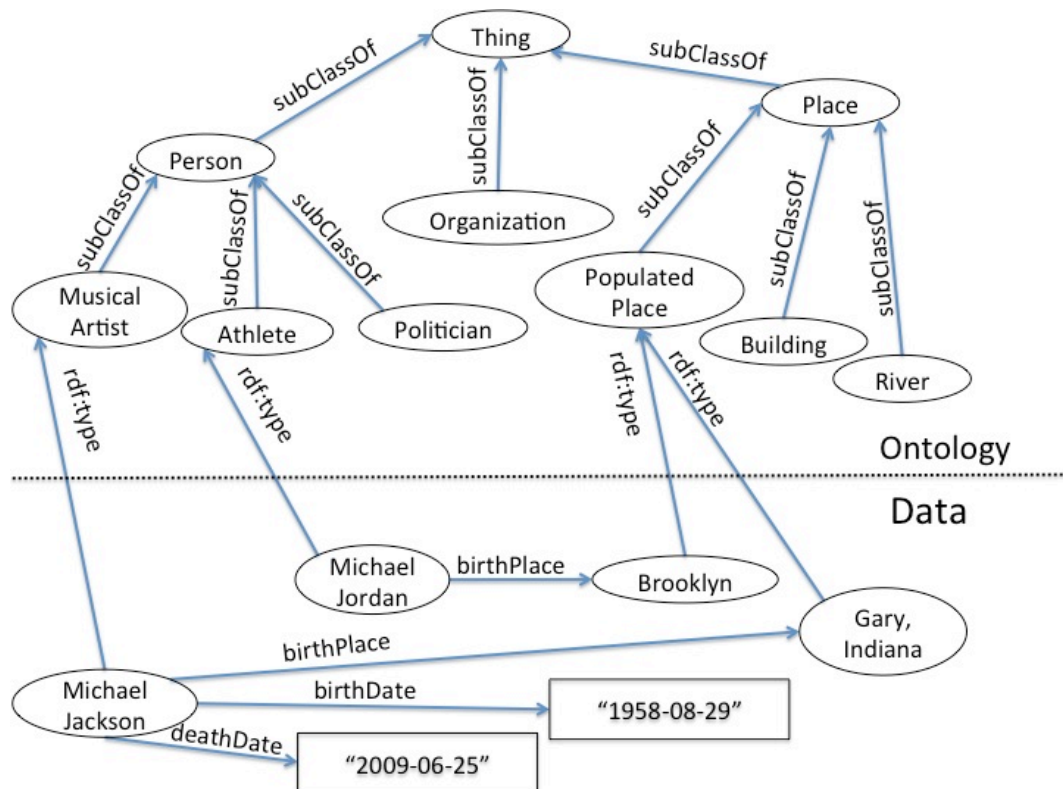 Thing
subClassOf
subClassOf
subClassOf
Place
Person
Organization
subClassOf
subClassOf
subClassOf
subClassOf
subClassOf
subClassOf
Musical
Artist
Athlete
Politician
Populated
Place
Building
River
rdf:type
rdf:type
rdf:type
rdf:type
Ontology
Data
Michael
Jordan
birthPlace
Brooklyn
Gary,
Indiana
birthPlace
Michael
Jackson
birthDate
“1958-08-29”
deathDate
“2009-06-25”